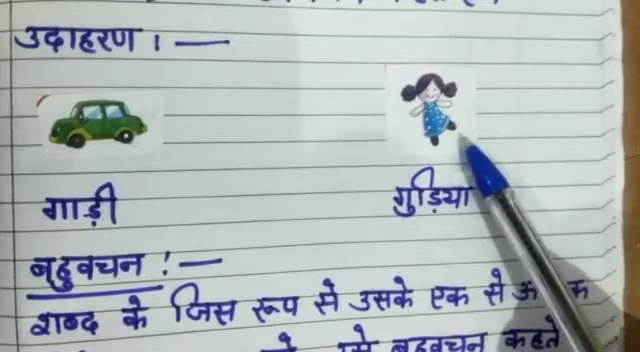 उदाहरण । —
गाड़ी गुड़िया
बहुवचन :-
शब्द के जिस रूप से उसके एक से
बहुवचन कहते